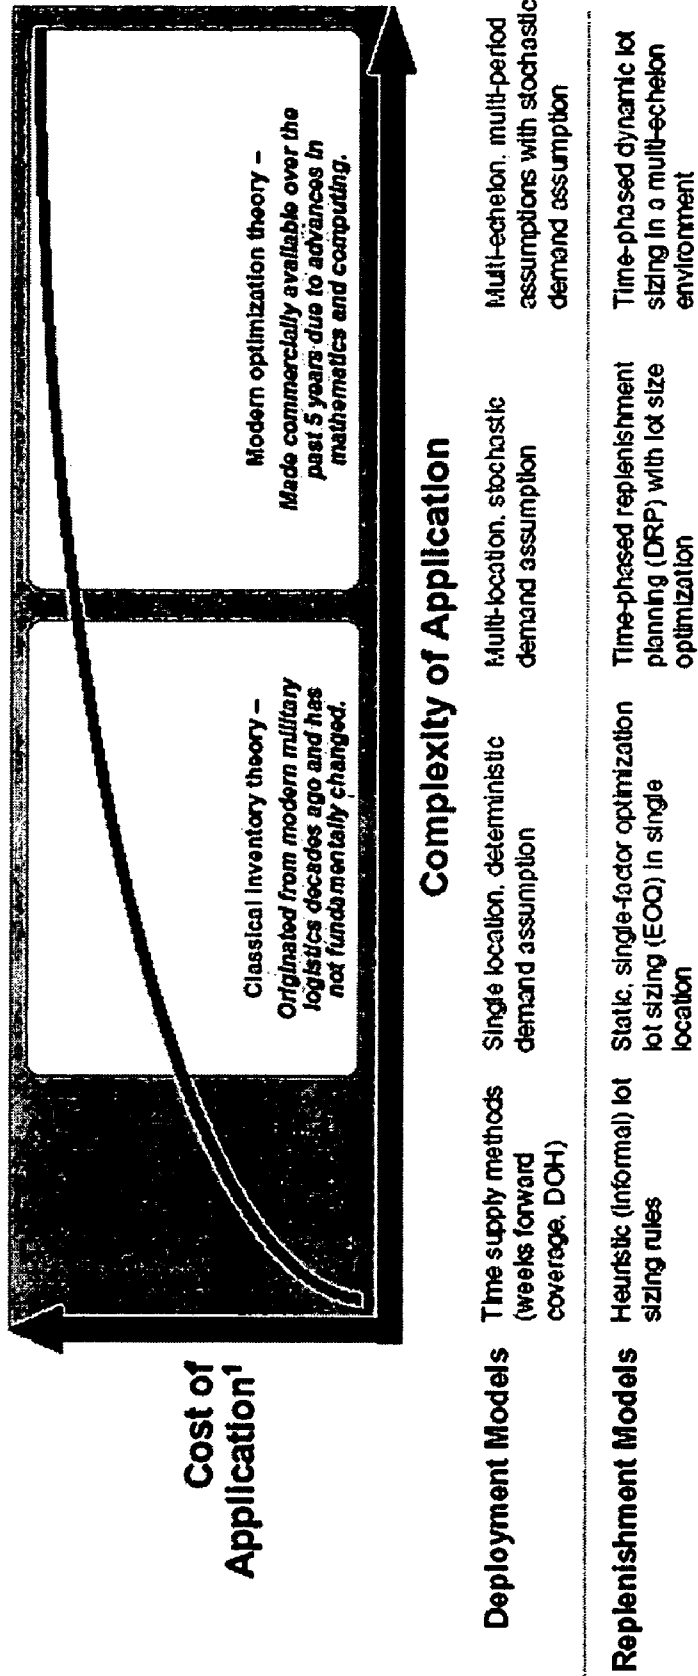 Cost of
Application¹
Classical Inventory theory –
Originated from modern military
logistics decades ago and has
not fundamentally changed.
Modern optimization theory –
Made commercially available over the
past 5 years due to advances in
mathematics and computing.
Complexity of Application
Deployment Models
Time supply methods
(weeks forward
coverage, DOH)
Single location, deterministic
demand assumption
Multi-location, stochastic
demand assumption
Multi-echelon, multi-period
assumptions with stochastic
demand assumption
Replenishment Models
Heuristic (informal) lot
sizing rules
Static, single-factor optimization
lot sizing (EOQ) in single
location
Time-phased replenishment
planning (DRP) with lot size
optimization
Time-phased dynamic lot
sizing in a multi-echelon
environment